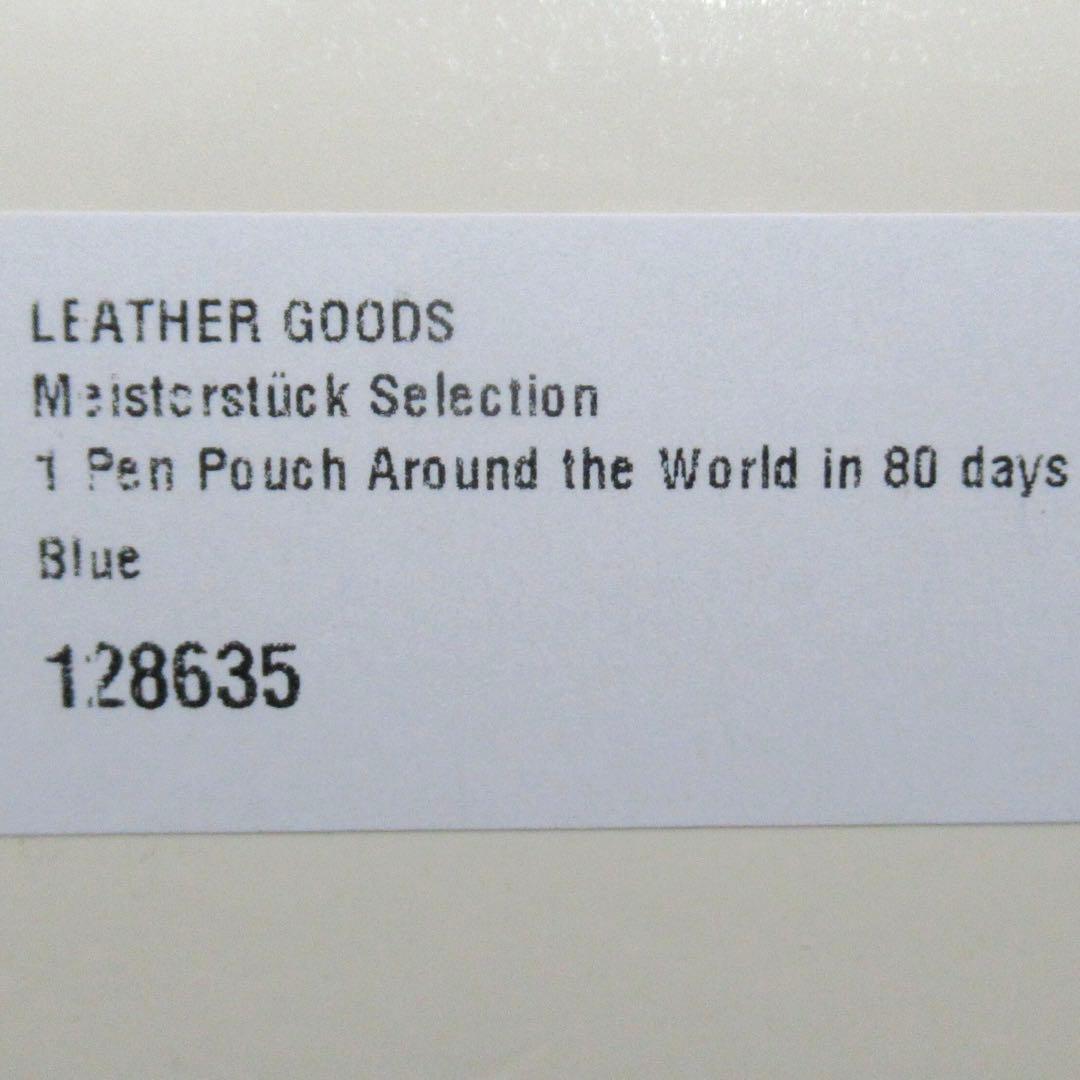 LEATHER GOODS
Meisterstück Selection
1 Pen Pouch Around the World in 80 days
Blue
128635